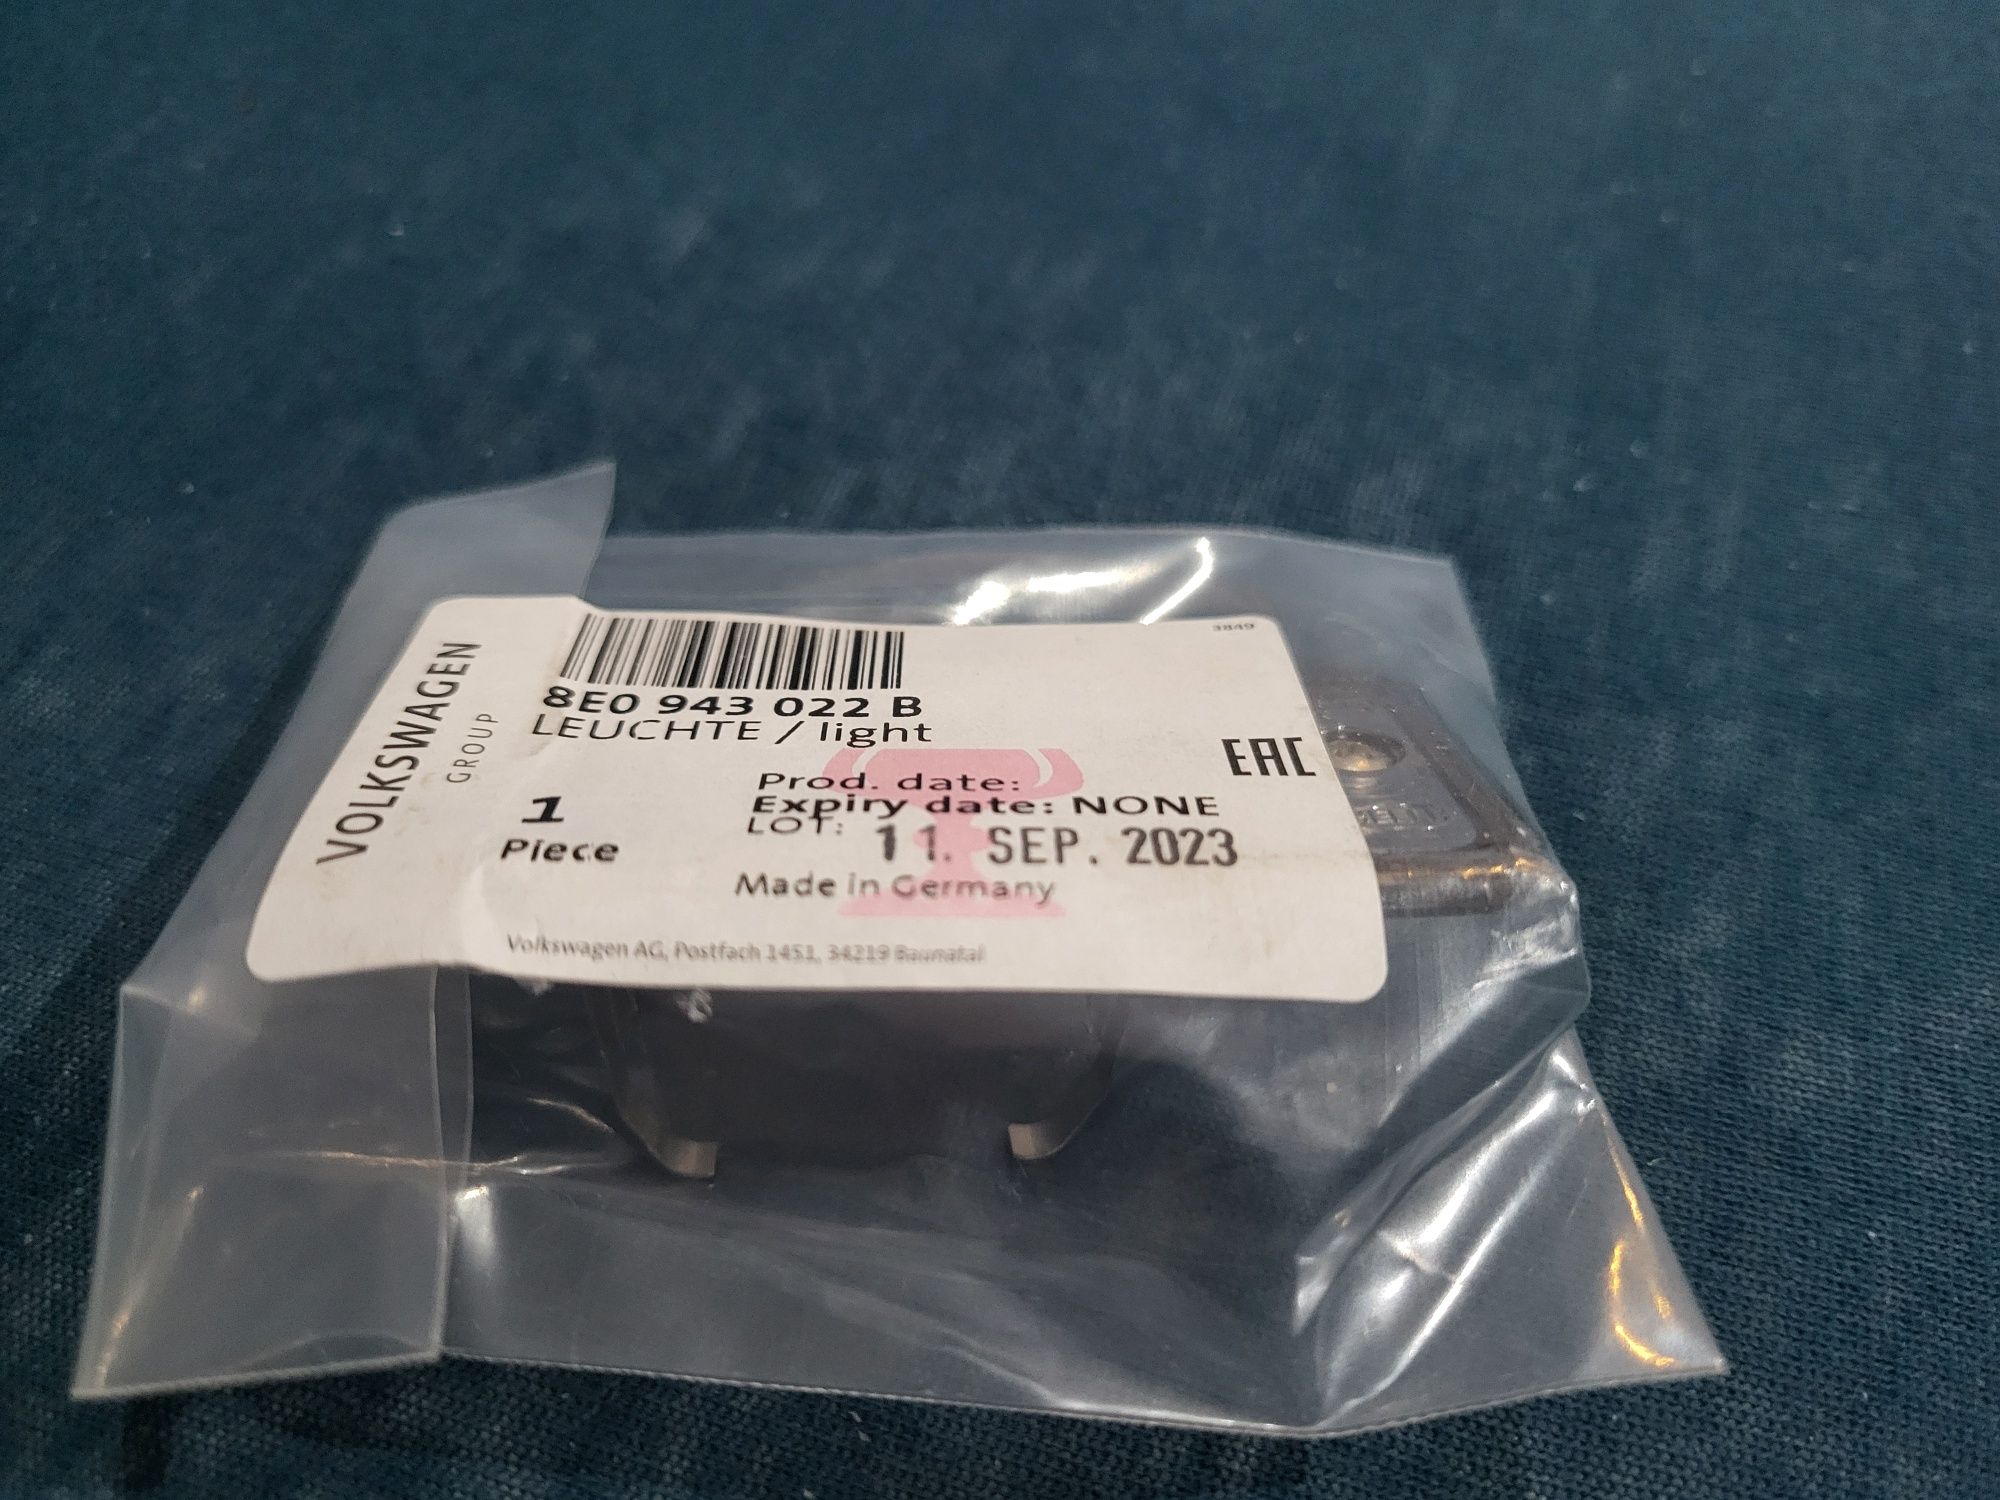 VOLKSWAGEN
GROUP
3849
8E0 943 022 B
LEUCHTE / light
EAC
1
Piece
Prod. date:
Expiry date: NONE
LOT:
11. SEP. 2023
Made in Germany
Volkswagen AG, Postfach 1451, 34219 Baunatal